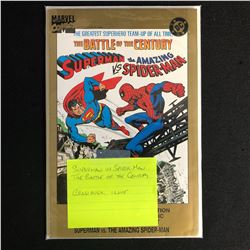 MARVEL
COMICS
DC
THE GREATEST SUPERHERO TEAM-UP OF ALL TIME
THE BATTLE OF THE CENTURY
SUPERMAN
VS
the AMAZING
SPIDER-MAN
SUPERMAN VS SPIDER-MAN
THE BATTLE OF THE CENTURY
SUPERMAN VS. THE AMAZING SPIDER-MAN